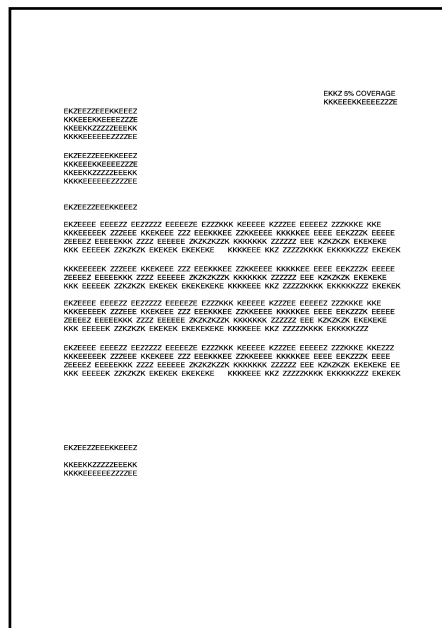 EKKZ 5% COVERAGE
KKKEEEKKEEEEZZZE
EKZEEZZEEEKKEEEZ
KKKEEEKKEEEEZZZE
KKEEKKZZZZZEEEKK
KKKKEEEEEEZZZZEE
EKZEEZZEEEKKEEEZ
KKKEEEKKEEEEZZZE
KKEEKKZZZZZEEEKK
KKKKEEEEEEZZZZEE
EKZEEZZEEEKKEEEZ
EKZEEEE EEEEZZ EEZZZZZ EEEEEEZE EZZZKKK KEEEEE KZZZEE EEEEEZ ZZZKKKE KKE
KKKEEEEEK ZZZEEE KKEKEEE ZZZ EEEKKKEE ZZKKEEEE KKKKKEE EEEE EEKZZZK EEEEE
ZEEEEZ EEEEEKKK ZZZZ EEEEEE ZKZKZKZZK KKKKKKK ZZZZZZ EEE KZKZKZK EKEKEKE
KKK EEEEEK ZZKZKZK EKEKEK EKEKEKE KKKKEEE KKZ ZZZZZKKKK EKKKKKZZZ EKEKEK
KKKEEEEEK ZZZEEE KKEKEEE ZZZ EEEKKKEE ZZKKEEEE KKKKKEE EEEE EEKZZZK EEEEE
ZEEEEZ EEEEEKKK ZZZZ EEEEEE ZKZKZKZZK KKKKKKK ZZZZZZ EEE KZKZKZK EKEKEKE
KKK EEEEEK ZZKZKZK EKEKEK EKEKEKEKE KKKKEEE KKZ ZZZZZKKKK EKKKKKZZZ EKEKEK
EKZEEEE EEEEZZ EEZZZZZ EEEEEEZE EZZZKKK KEEEEE KZZZEE EEEEEZ ZZZKKKE KKE
KKKEEEEEK ZZZEEE KKEKEEE ZZZ EEEKKKEE ZZKKEEEE KKKKKEE EEEE EEKZZZK EEEEE
ZEEEEZ EEEEEKKK ZZZZ EEEEEE ZKZKZKZZK KKKKKKK ZZZZZZ EEE KZKZKZK EKEKEKE
KKK EEEEEK ZZKZKZK EKEKEK EKEKEKEKE KKKKEEE KKZ ZZZZZKKKK EKKKKKZZZ
EKZEEEE EEEEZZ EEZZZZZ EEEEEEZE EZZZKKK KEEEEE KZZZEE EEEEEZ ZZZKKKE KKEZZZ
KKKEEEEEK ZZZEEE KKEKEEE ZZZ EEEKKKEE ZZKKEEEE KKKKKEE EEEE EEKZZZK EEEE
ZEEEEZ EEEEEKKK ZZZZ EEEEEE ZKZKZKZZK KKKKKKK ZZZZZZ EEE KZKZKZK EKEKEKE EE
KKK EEEEEK ZZKZKZK EKEKEK EKEKEKE KKKKEEE KKZ ZZZZZKKKK EKKKKKZZZ EKEKEK
EKZEEZZEEEKKEEEZ
KKEEKKZZZZZEEEKK
KKKKEEEEEEZZZZEE